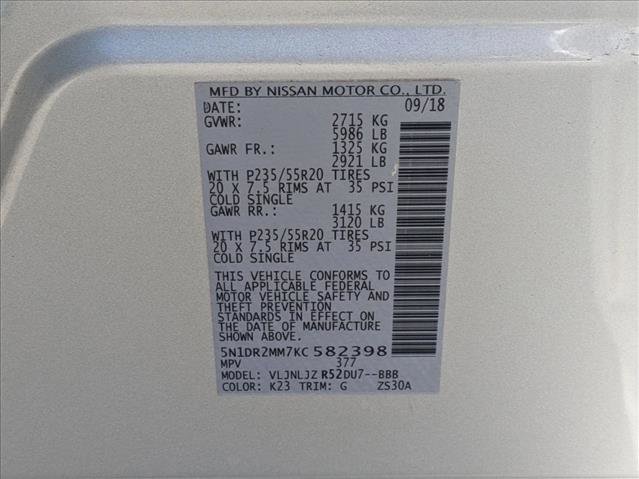 MFD BY NISSAN MOTOR CO., LTD.
DATE: 09/18
GVWR: 2715 KG
5986 LB
GAWR FR.: 1325 KG
2921 LB
WITH P235/55R20 TIRES
20 X 7.5 RIMS AT 35 PSI
COLD SINGLE
GAWR RR.: 1415 KG
3120 LB
WITH P235/55R20 TIRES
20 X 7.5 RIMS AT 35 PSI
COLD SINGLE
THIS VEHICLE CONFORMS TO
ALL APPLICABLE FEDERAL
MOTOR VEHICLE SAFETY AND
THEFT PREVENTION
STANDARDS IN EFFECT ON
THE DATE OF MANUFACTURE
SHOWN ABOVE.
5N1DR2MM7KC582398
MPV 377
MODEL: VLJNLJZ R52DU7--BBB
COLOR: K23 TRIM: G ZS30A